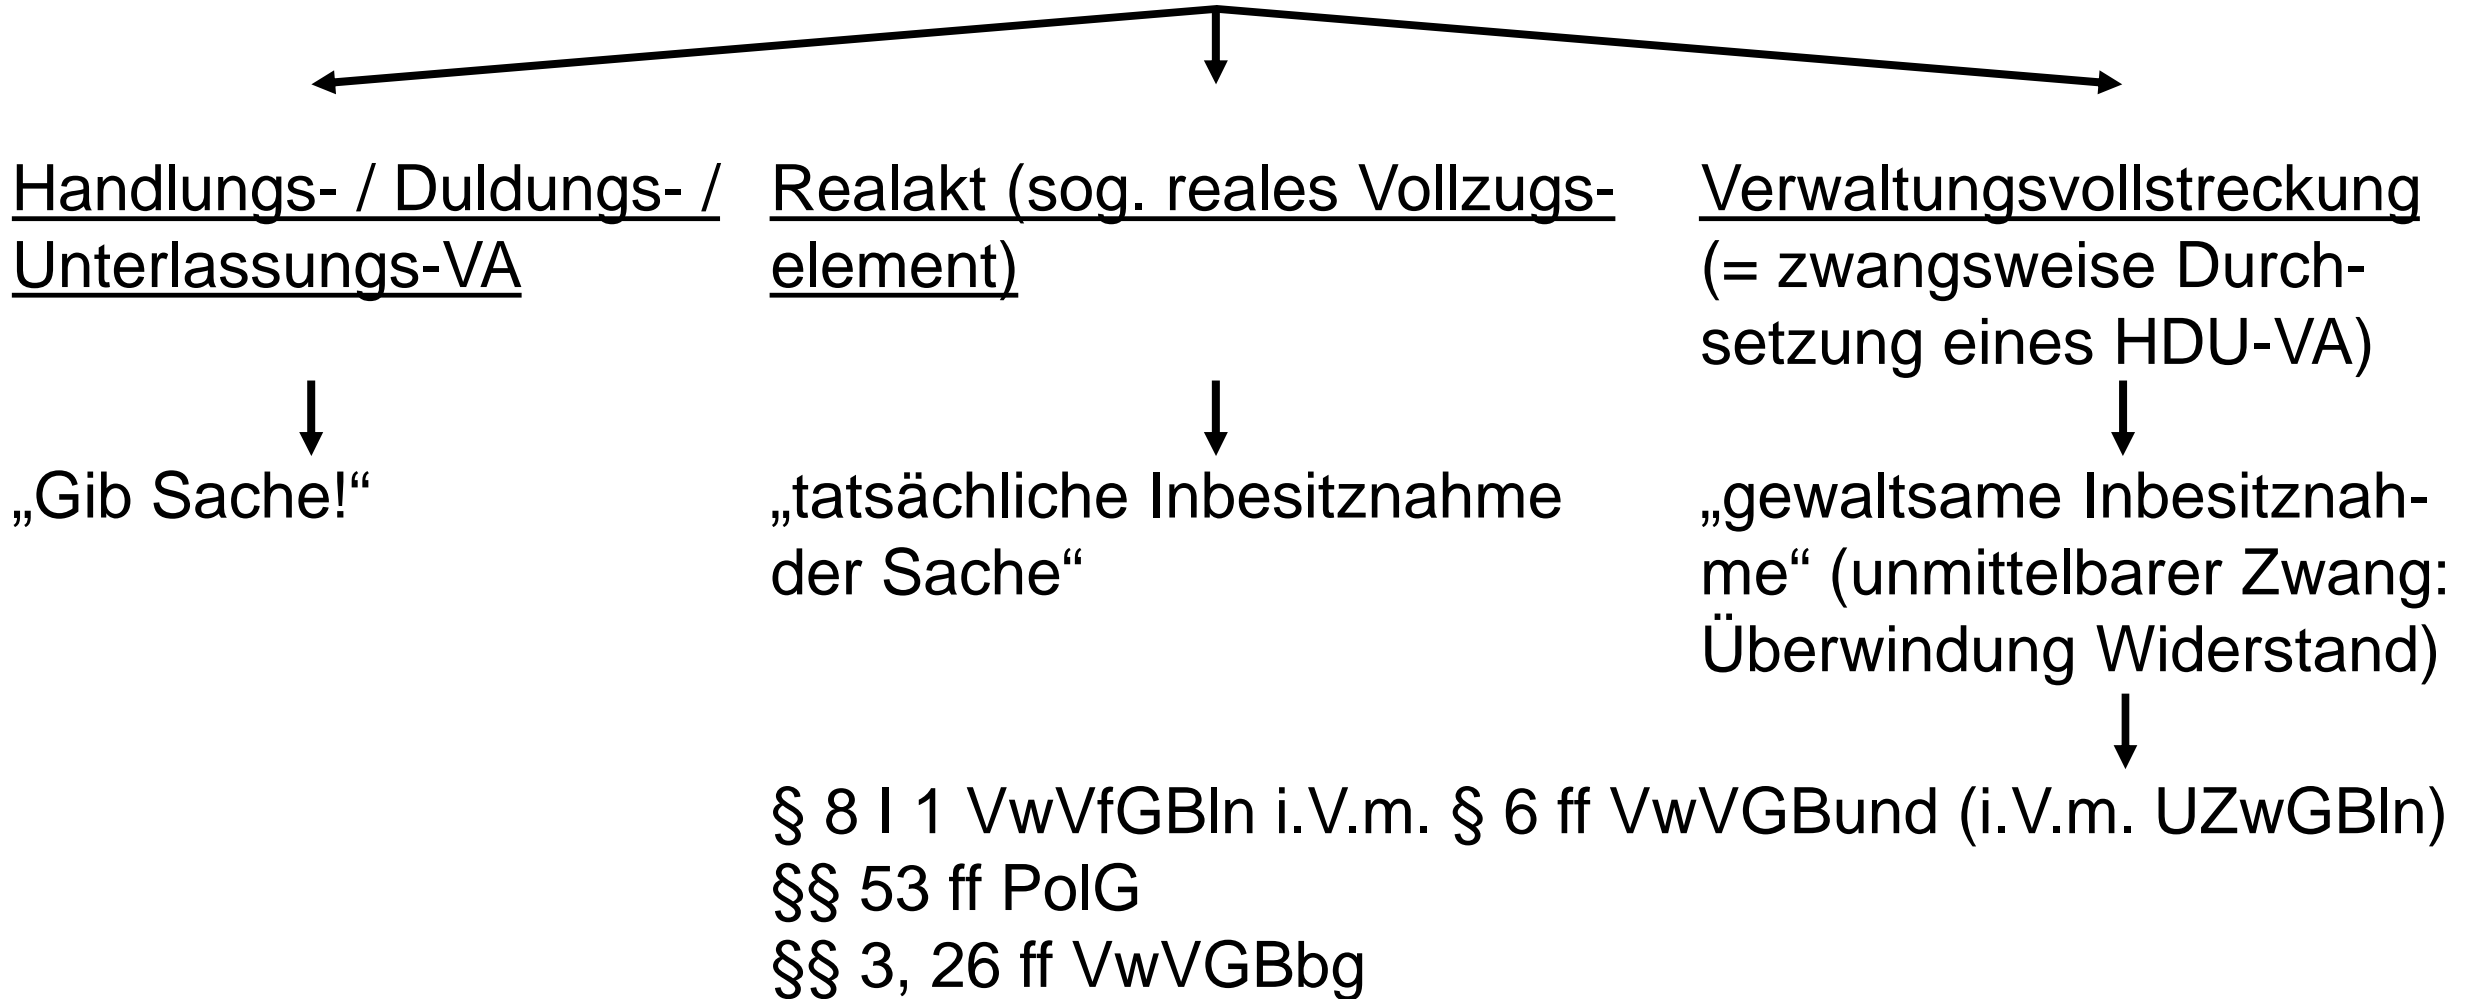 Handlungs- / Duldungs- /
Unterlassungs-VA
Realakt (sog. reales Vollzugs-
element)
Verwaltungsvollstreckung
(= zwangsweise Durch-
setzung eines HDU-VA)
„Gib Sache!“
„tatsächliche Inbesitznahme
der Sache“
„gewaltsame Inbesitznah-
me“ (unmittelbarer Zwang:
Überwindung Widerstand)
§ 8 I 1 VwVfGBln i.V.m. § 6 ff VwVGBund (i.V.m. UZwGBln)
§§ 53 ff PolG
§§ 3, 26 ff VwVGBbg